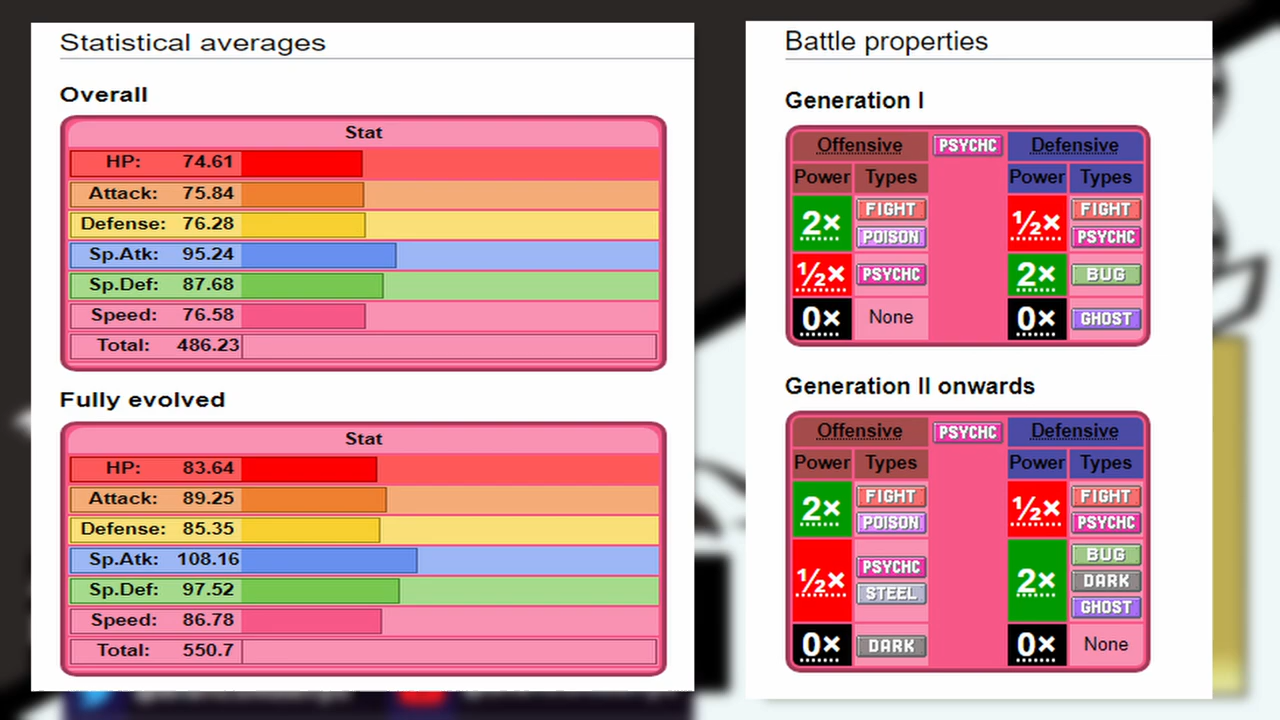 Statistical averages
Overall
Stat
HP: 74.61
Attack: 75.84
Defense: 76.28
Sp.Atk: 95.24
Sp.Def: 87.68
Speed: 76.58
Total: 486.23
Fully evolved
Stat
HP: 83.64
Attack: 89.25
Defense: 85.35
Sp.Atk: 108.16
Sp.Def: 97.52
Speed: 86.78
Total: 550.7
Battle properties
Generation I
Offensive PSYCHC Defensive
Power Types Power Types
2× FIGHT POISON ½× FIGHT PSYCHC
½× PSYCHC 2× BUG
0× None 0× GHOST
Generation II onwards
Offensive PSYCHC Defensive
Power Types Power Types
2× FIGHT POISON ½× FIGHT PSYCHC
½× PSYCHC STEEL 2× BUG DARK GHOST
0× DARK 0× None